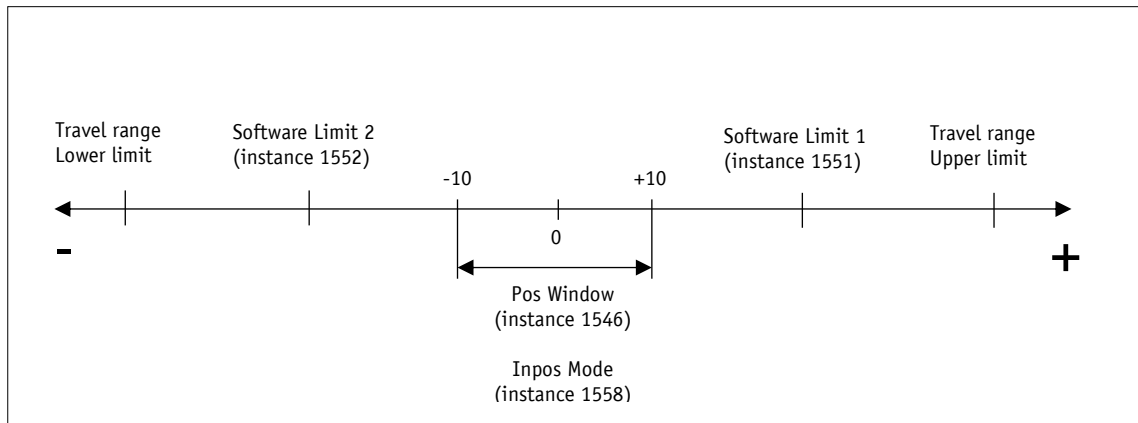 Travel range
Lower limit
Software Limit 2
(instance 1552)
Software Limit 1
(instance 1551)
Travel range
Upper limit
-10
+10
0
-
+
Pos Window
(instance 1546)
Inpos Mode
(instance 1558)